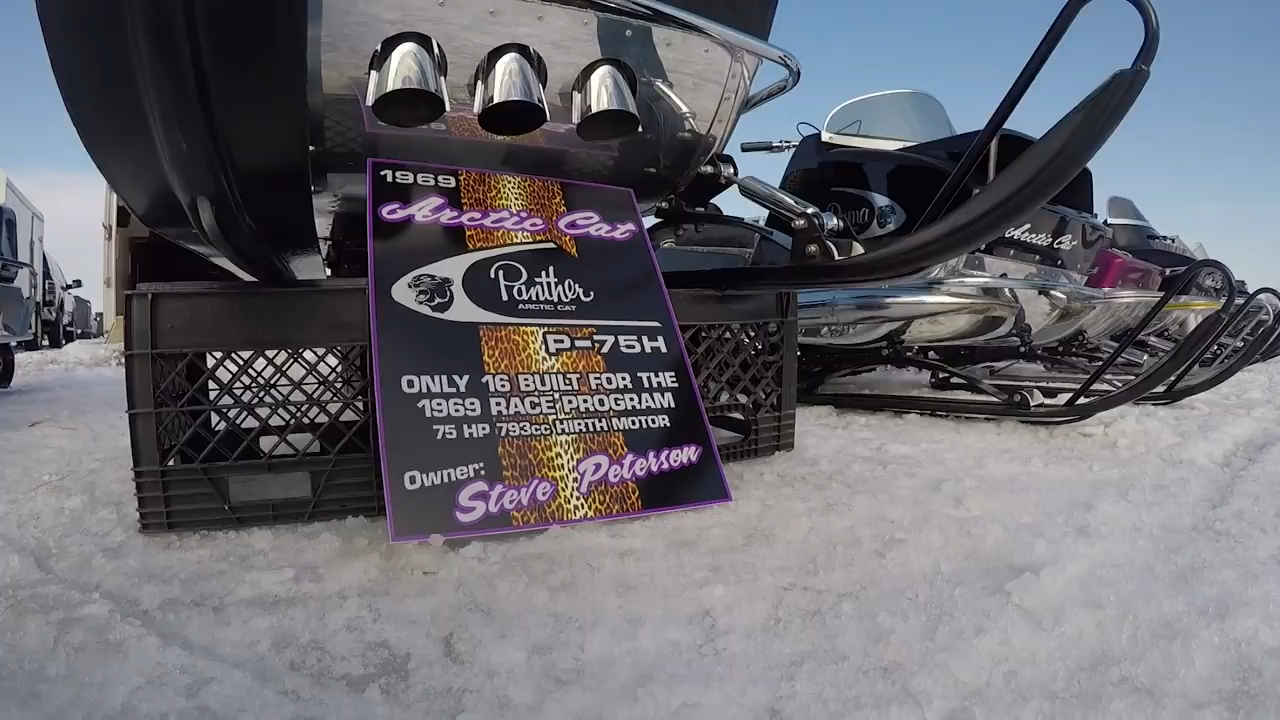 1969
Arctic Cat
Panther
ARCTIC CAT
P-75H
ONLY 16 BUILT FOR THE
1969 RACE PROGRAM
75 HP 793cc HIRTH MOTOR
Owner:
Steve Peterson
Puma
Arctic Cat